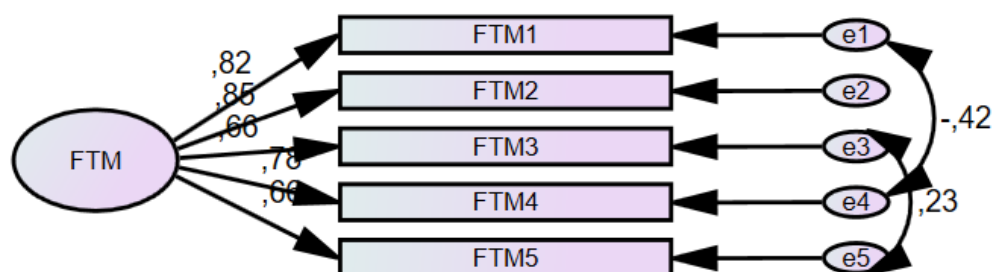 FTM1
e1
,82
,85
FTM2
e2
-,42
,66
FTM
FTM3
e3
,78
,66
FTM4
e4
,23
FTM5
e5